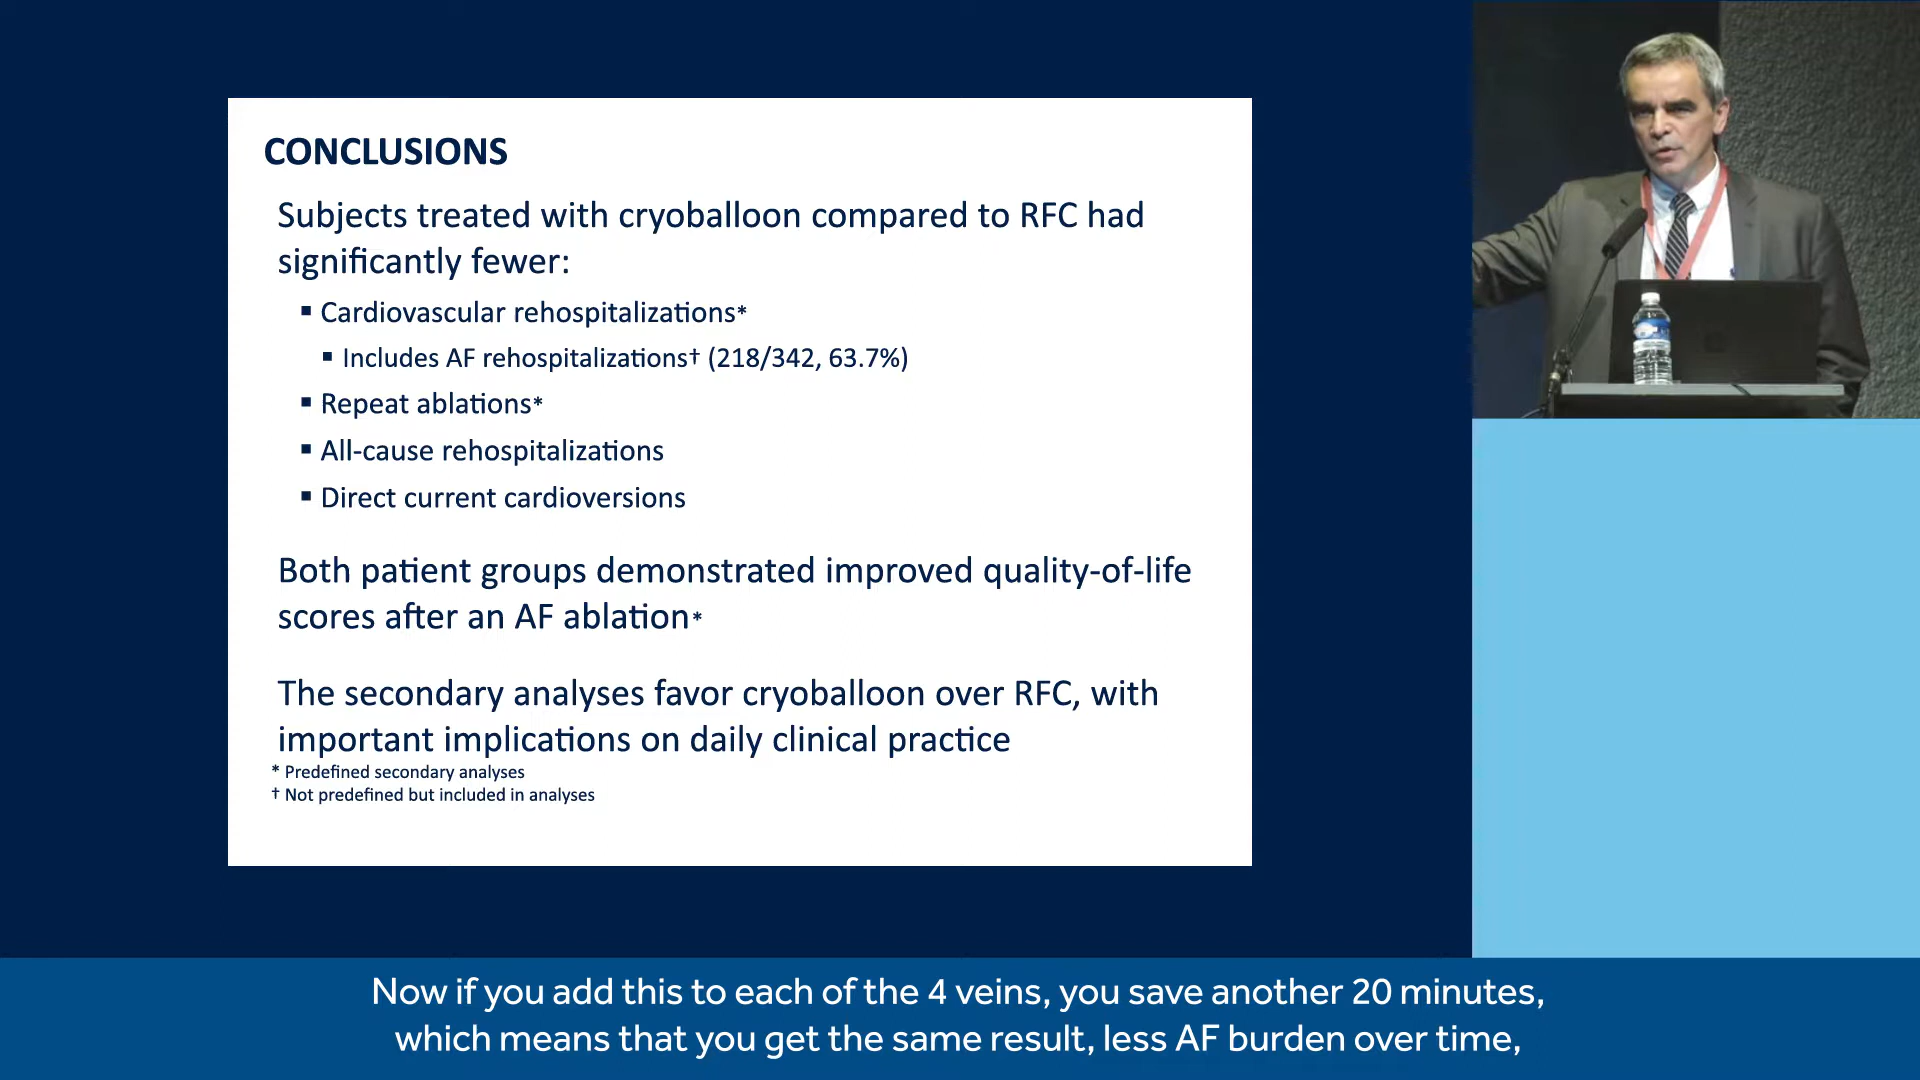 CONCLUSIONS
Subjects treated with cryoballoon compared to RFC had
significantly fewer:
▪ Cardiovascular rehospitalizations*
▪ Includes AF rehospitalizations† (218/342, 63.7%)
▪ Repeat ablations*
▪ All-cause rehospitalizations
▪ Direct current cardioversions
Both patient groups demonstrated improved quality-of-life
scores after an AF ablation*
The secondary analyses favor cryoballoon over RFC, with
important implications on daily clinical practice
* Predefined secondary analyses
† Not predefined but included in analyses
Now if you add this to each of the 4 veins, you save another 20 minutes,
which means that you get the same result, less AF burden over time,